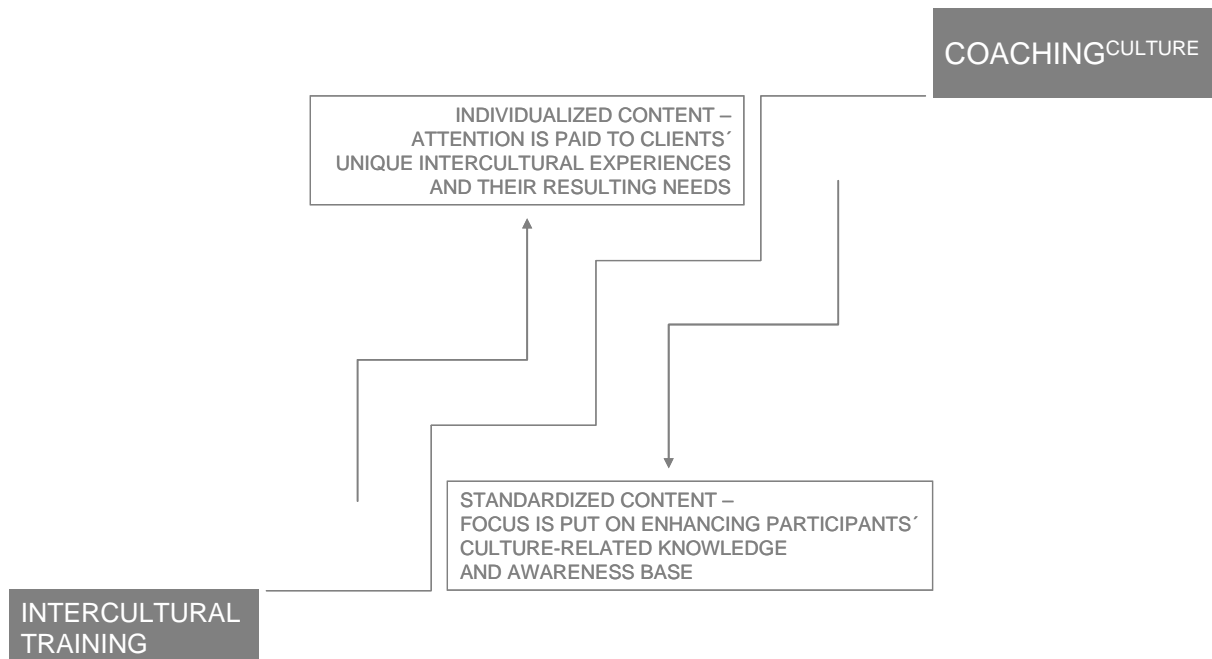 COACHINGCULTURE
INDIVIDUALIZED CONTENT –
ATTENTION IS PAID TO CLIENTS´
UNIQUE INTERCULTURAL EXPERIENCES
AND THEIR RESULTING NEEDS
STANDARDIZED CONTENT –
FOCUS IS PUT ON ENHANCING PARTICIPANTS´
CULTURE-RELATED KNOWLEDGE
AND AWARENESS BASE
INTERCULTURAL
TRAINING